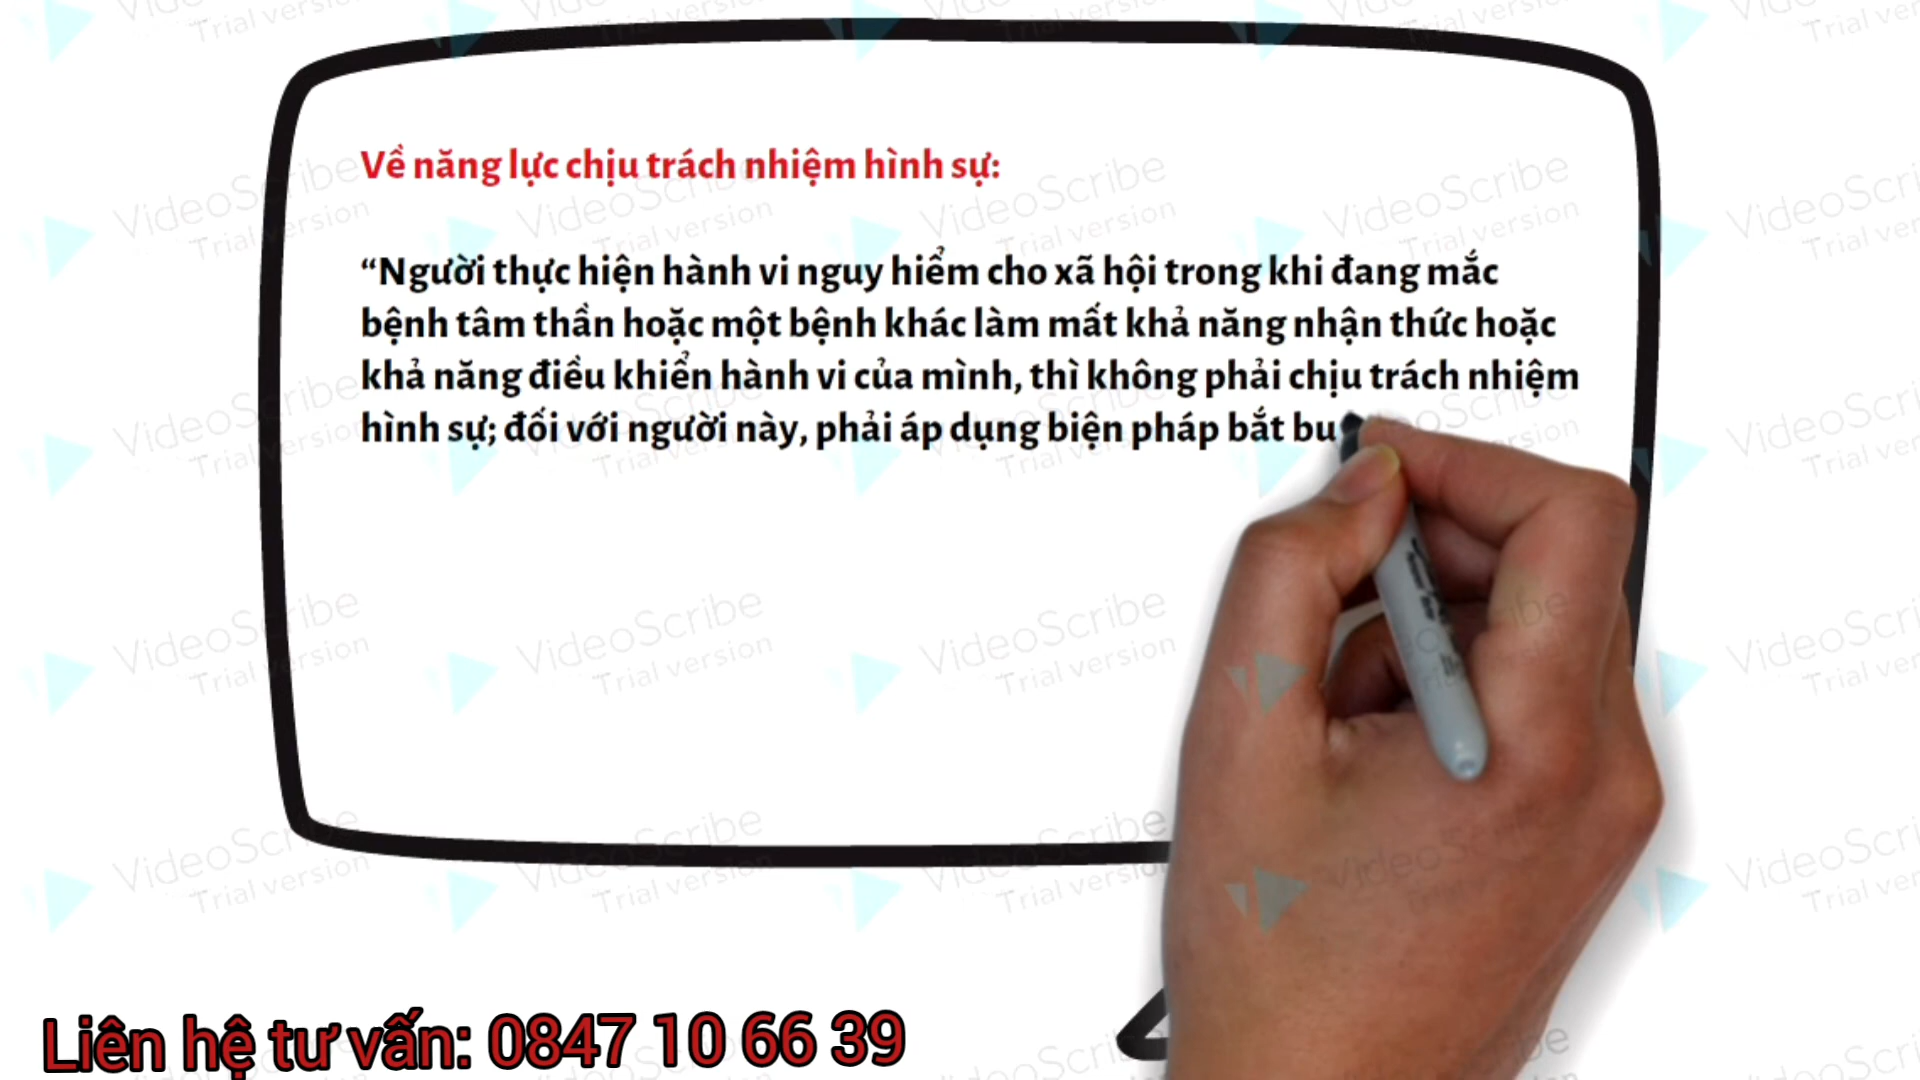 Về năng lực chịu trách nhiệm hình sự:
“Người thực hiện hành vi nguy hiểm cho xã hội trong khi đang mắc
bệnh tâm thần hoặc một bệnh khác làm mất khả năng nhận thức hoặc
khả năng điều khiển hành vi của mình, thì không phải chịu trách nhiệm
hình sự; đối với người này, phải áp dụng biện pháp bắt bu
Liên hệ tư vấn: 0847 10 66 39
VideoScribe
Trial version